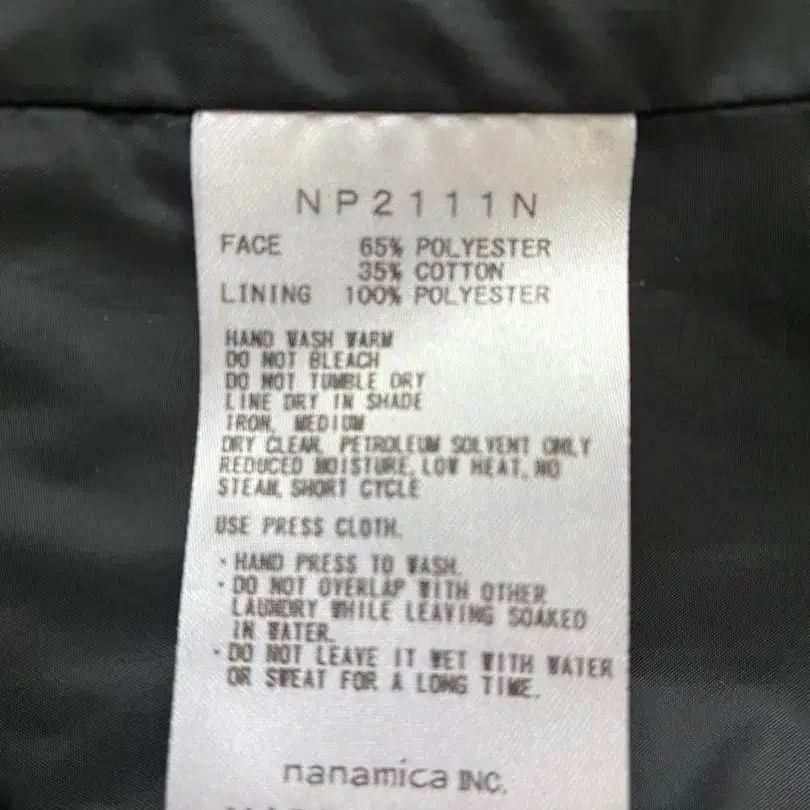 NP2111N
FACE 65% POLYESTER
35% COTTON
LINING 100% POLYESTER
HAND WASH WARM
DO NOT BLEACH
DO NOT TUMBLE DRY
LINE DRY IN SHADE
IRON, MEDIUM
DRY CLEAN, PETROLEUM SOLVENT ONLY
REDUCED MOISTURE, LOW HEAT, NO
STEAM, SHORT CYCLE
USE PRESS CLOTH.
・HAND PRESS TO WASH.
・DO NOT OVERLAP WITH OTHER
LAUNDRY WHILE LEAVING SOAKED
IN WATER.
・DO NOT LEAVE IT WET WITH WATER
OR SWEAT FOR A LONG TIME.
nanamica INC.